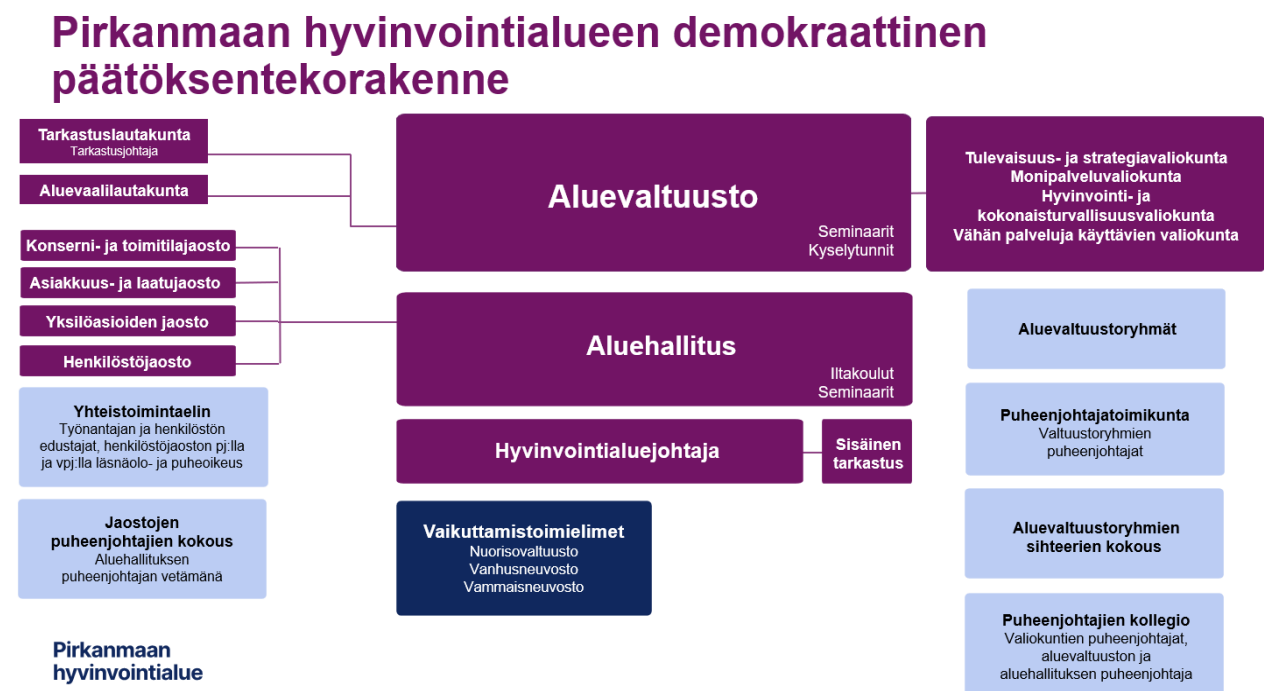 Pirkanmaan hyvinvointialueen demokraattinen
päätöksentekorakenne
Tarkastuslautakunta
Tarkastusjohtaja
Aluevaalilautakunta
Konserni- ja toimitilajaosto
Asiakkuus- ja laatujaosto
Yksilöasioiden jaosto
Henkilöstöjaosto
Yhteistoimintaelin
Työnantajan ja henkilöstön
edustajat, henkilöstöjaoston pj:lla
ja vpj:lla läsnäolo- ja puheoikeus
Jaostojen
puheenjohtajien kokous
Aluehallituksen
puheenjohtajan vetämänä
Aluevaltuusto
Seminaarit
Kyselytunnit
Aluehallitus
Iltakoulut
Seminaarit
Hyvinvointialuejohtaja
Sisäinen
tarkastus
Vaikuttamistoimielimet
Nuorisovaltuusto
Vanhusneuvosto
Vammaisneuvosto
Tulevaisuus- ja strategiavaliokunta
Monipalveluvaliokunta
Hyvinvointi- ja
kokonaisturvallisuusvaliokunta
Vähän palveluja käyttävien valiokunta
Aluevaltuustoryhmät
Puheenjohtajatoimikunta
Valtuustoryhmien
puheenjohtajat
Aluevaltuustoryhmien
sihteerien kokous
Puheenjohtajien kollegio
Valiokuntien puheenjohtajat,
aluevaltuuston ja
aluehallituksen puheenjohtaja
Pirkanmaan
hyvinvointialue